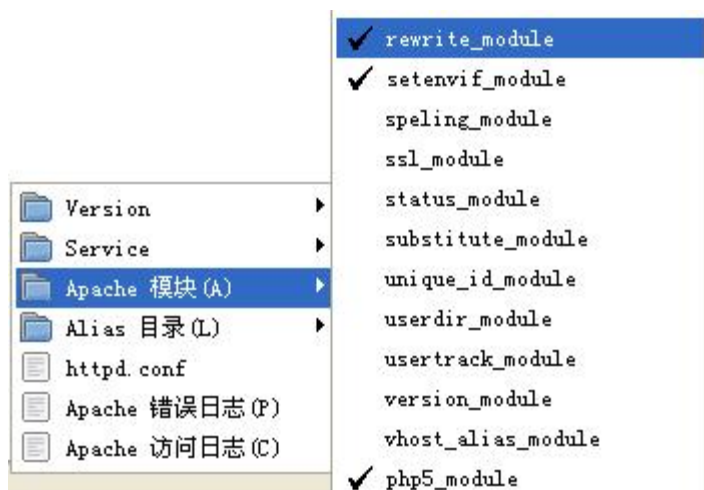 Version
Service
Apache 模块(A)
Alias 目录(L)
httpd.conf
Apache 错误日志(P)
Apache 访问日志(C)
rewrite_module
setenvif_module
speling_module
ssl_module
status_module
substitute_module
unique_id_module
userdir_module
usertrack_module
version_module
vhost_alias_module
php5_module